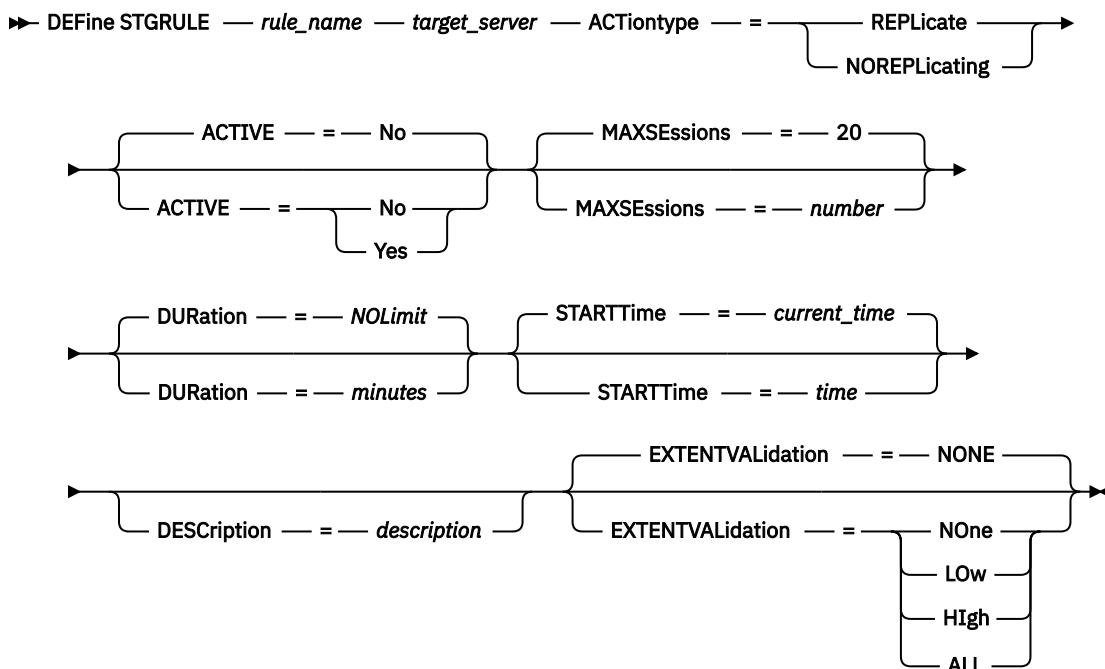 DEFine STGRULE rule_name target_server ACTiontype = REPLicate
NOREPLicating
ACTIVE = No MAXSEssions = 20
ACTIVE = No MAXSEssions = number
Yes
DURation = NOLimit STARTTime = current_time
DURation = minutes STARTTime = time
EXTENTVALidation = NONE
DESCription = description EXTENTVALidation = NOne
LOw
HIgh
ALL